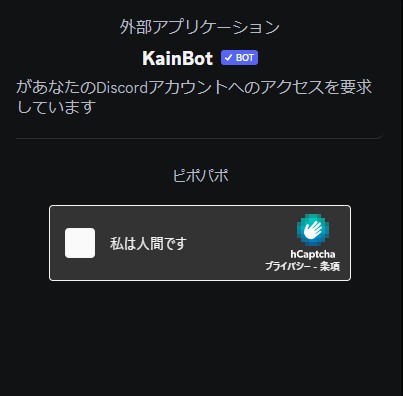 外部アプリケーション
KainBot ✓ BOT
があなたのDiscordアカウントへのアクセスを要求
しています
ピポパポ
私は人間です
hCaptcha
プライバシー - 条項